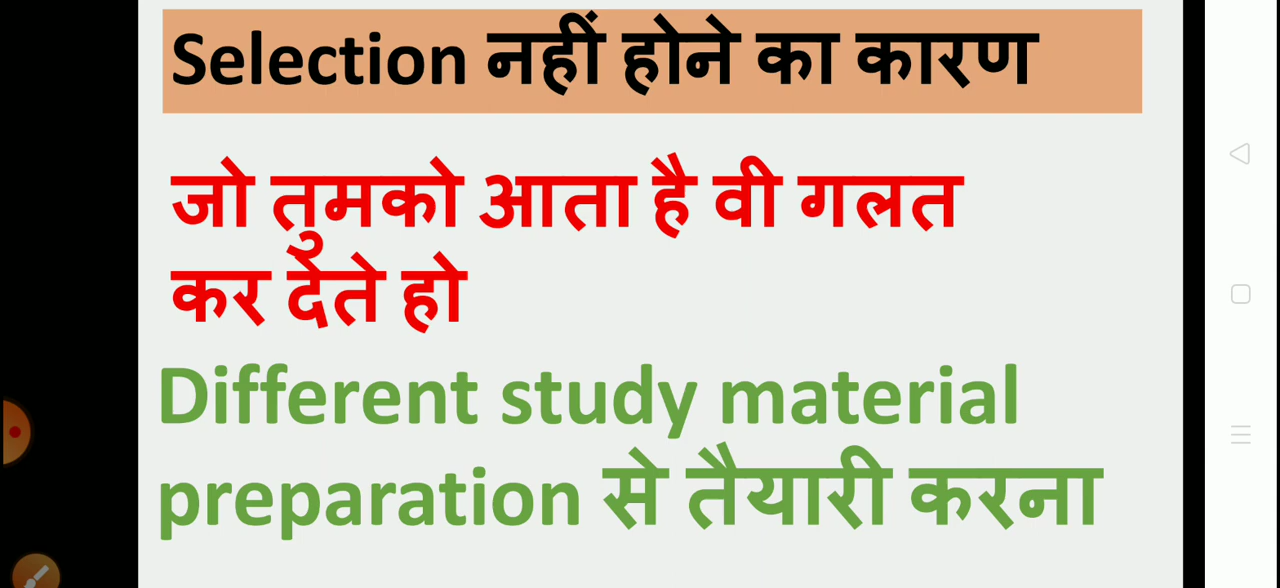 Selection नहीं होने का कारण
जो तुमको आता है वी गलत
कर देते हो
Different study material
preparation से तैयारी करना